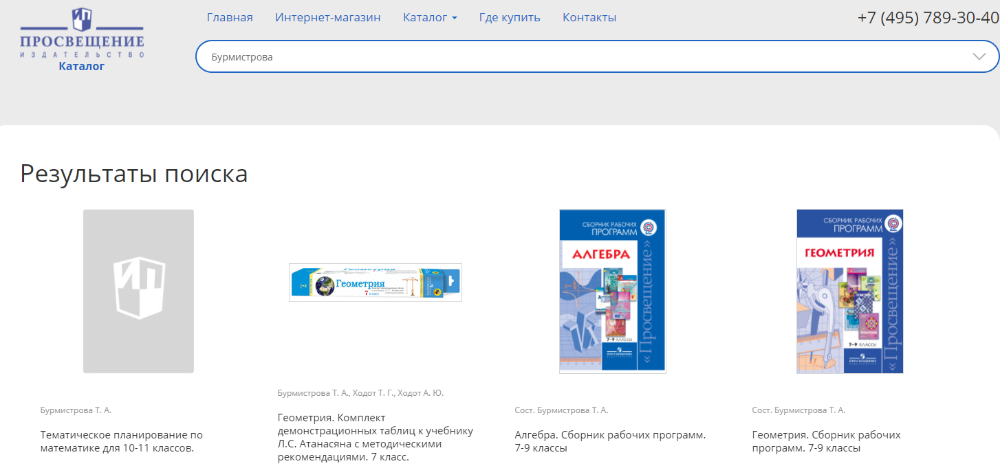 ПРОСВЕЩЕНИЕ
ИЗДАТЕЛЬСТВО
Каталог
Главная Интернет-магазин Каталог Где купить Контакты
+7 (495) 789-30-40
Бурмистрова
Результаты поиска
ИП
Бурмистрова Т. А.
Тематическое планирование по
математике для 10-11 классов.
Геометрия
7 класс
Бурмистрова Т. А., Ходот Т. Г., Ходот А. Ю.
Геометрия. Комплект
демонстрационных таблиц к учебнику
Л.С. Атанасяна с методическими
рекомендациями. 7 класс.
СБОРНИК РАБОЧИХ
ПРОГРАММ
АЛГЕБРА
«Просвещение»
7–9 КЛАССЫ
ПРОСВЕЩЕНИЕ
Сост. Бурмистрова Т. А.
Алгебра. Сборник рабочих программ.
7-9 классы
СБОРНИК РАБОЧИХ
ПРОГРАММ
ГЕОМЕТРИЯ
«Просвещение»
7–9 КЛАССЫ
ПРОСВЕЩЕНИЕ
Сост. Бурмистрова Т. А.
Геометрия. Сборник рабочих
программ. 7-9 классы